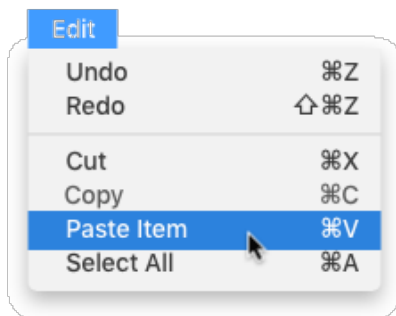 Edit
Undo ⌘Z
Redo ⇧⌘Z
Cut ⌘X
Copy ⌘C
Paste Item ⌘V
Select All ⌘A